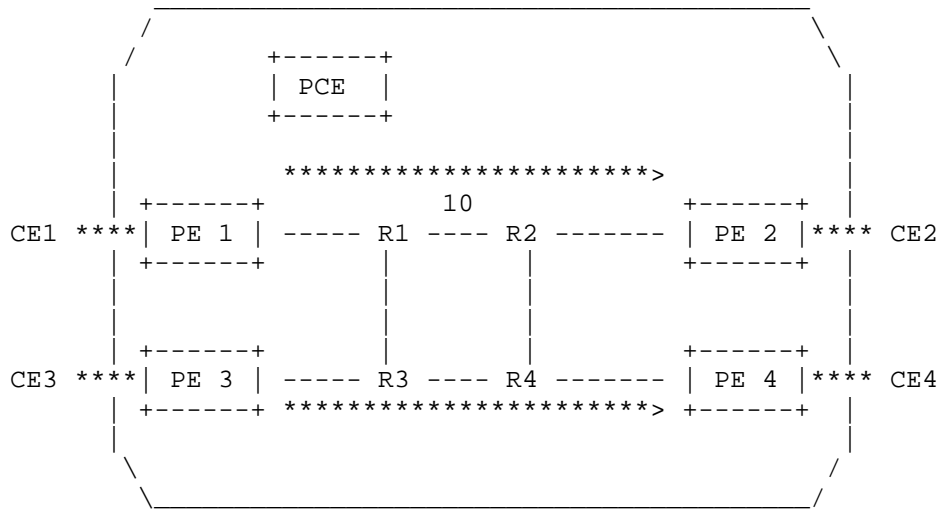 PCE
10
CE1 **** PE 1 ----- R1 ---- R2 ------- PE 2 **** CE2
CE3 **** PE 3 ----- R3 ---- R4 ------- PE 4 **** CE4